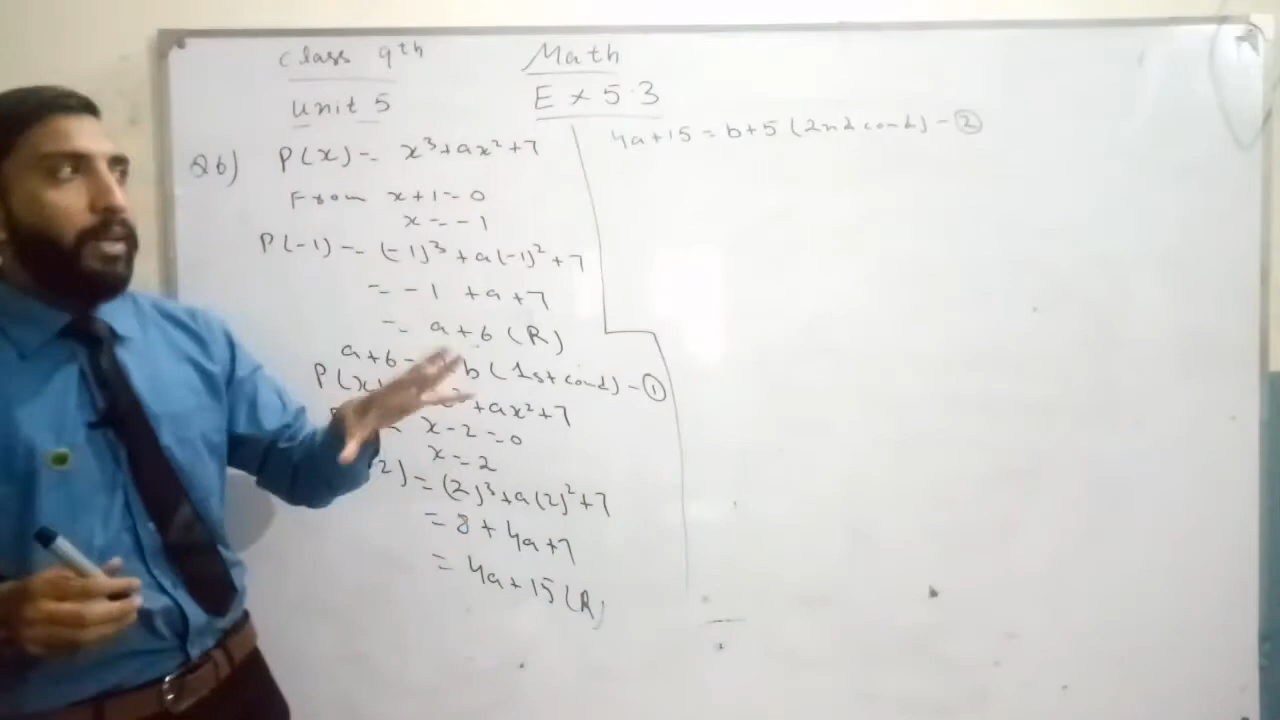 Class 9th
Math
Unit 5
Ex 5.3
Q6) P(x) = x³+ax²+7
From x+1=0
x=-1
P(-1) = (-1)³+a(-1)²+7
= -1 +a+7
= a+6 (R)
a+6= b (1st cond) - ①
P(x) +ax²+7
x-2=0
x=2
2) = (2)³+a(2)²+7
= 8+4a+7
= 4a+15 (R)
4a+15 = b+5 (2nd cond) - ②